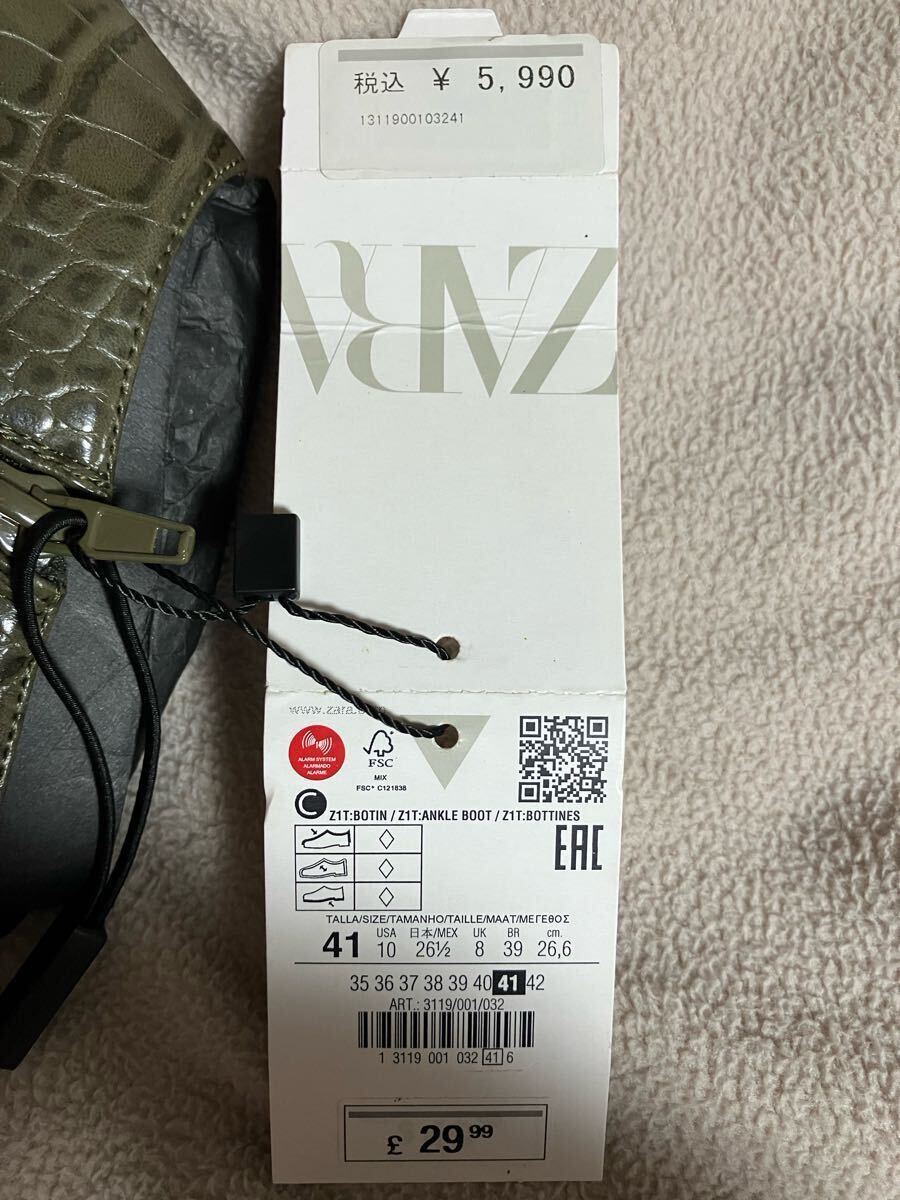 税込 ¥ 5,990
1311900103241
ZARA
www.zara.com
ALARM SYSTEM
ALARMADO
ALARME
FSC
MIX
FSC® C121838
C
Z1T:BOTIN / Z1T:ANKLE BOOT / Z1T:BOTTINES
EAC
TALLA/SIZE/TAMANHO/TAILLE/MAAT/ΜΕΓΕΘΟΣ
USA 日本/MEX UK BR cm.
41 10 26½ 8 39 26,6
35 36 37 38 39 40 41 42
ART.: 3119/001/032
1 3119 001 032 41 6
£ 29 99